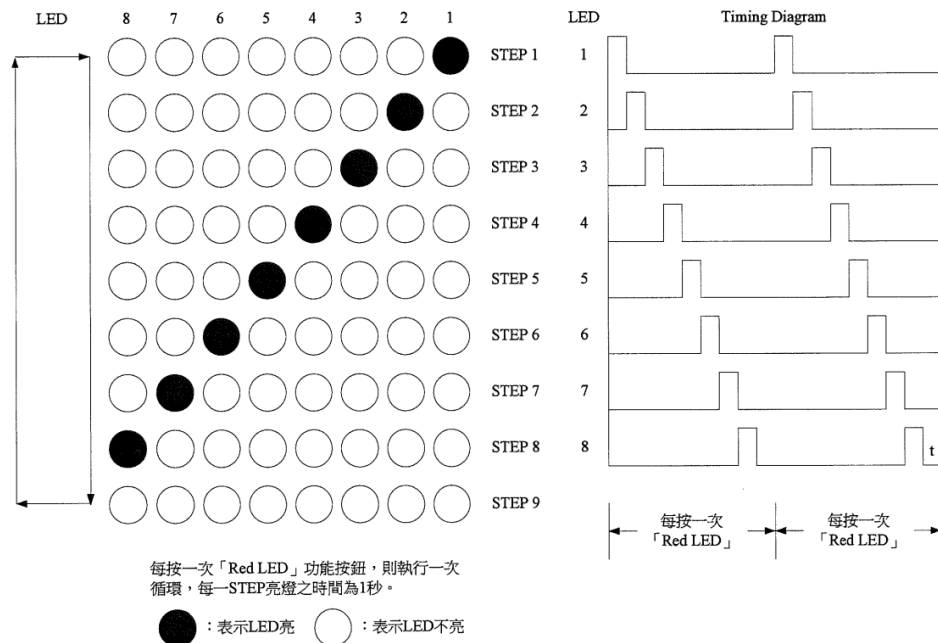 LED 8 7 6 5 4 3 2 1
STEP 1
STEP 2
STEP 3
STEP 4
STEP 5
STEP 6
STEP 7
STEP 8
STEP 9
每按一次「Red LED」功能按鈕，則執行一次
循環，每一STEP亮燈之時間為1秒。
：表示LED亮 ：表示LED不亮
LED Timing Diagram
1
2
3
4
5
6
7
8
t
每按一次
「Red LED」
每按一次
「Red LED」